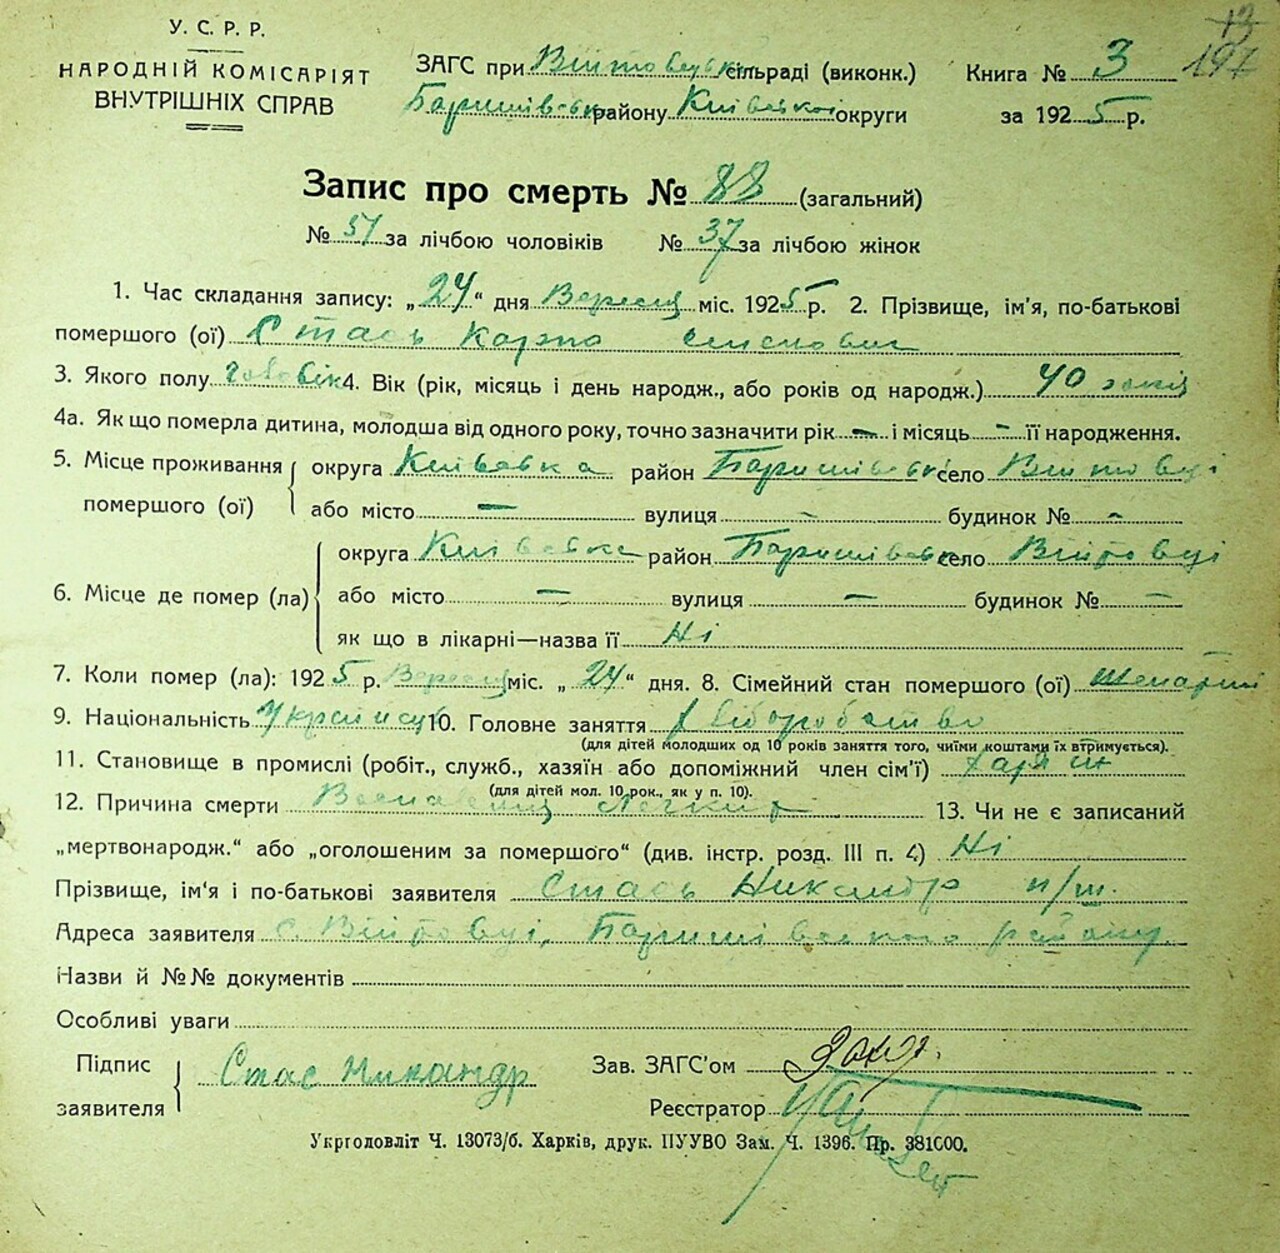 13
197
У. С. Р. Р.
НАРОДНІЙ КОМІСАРІЯТ
ВНУТРІШНІХ СПРАВ
ЗАГС при Війтовецьк сільраді (виконк.) Книга № 3
Баришівськ району Київської округи за 1925 р.
Запис про смерть № 88 (загальний)
№ 51 за лічбою чоловіків № 37 за лічбою жінок
1. Час складання запису: „24“ дня Вересця міс. 1925 р. 2. Прізвище, ім'я, по-батькові
помершого (ої) Стась Карпо
3. Якого полу чоловік 4. Вік (рік, місяць і день народж., або років од народж.) 40 років
4а. Як що померла дитина, молодша від одного року, точно зазначити рік — і місяць — її народження.
5. Місце проживання помершого (ої) округа Київська район Баришівськ село Війтовці
або місто — вулиця — будинок № —
6. Місце де помер (ла) округа Київська район Баришівськ село Війтовці
або місто — вулиця — будинок № —
як що в лікарні—назва її Ні
7. Коли помер (ла): 1925 р. Вересця міс. „24“ дня. 8. Сімейний стан помершого (ої)
9. Національність Українець 10. Головне заняття Хліборобство
(для дітей молодших од 10 років заняття того, чиїми коштами їх втримується).
11. Становище в промислі (робіт., служб., хазяїн або допоміжний член сім'ї) хазяїн
(для дітей мол. 10 рок., як у п. 10).
12. Причина смерти 13. Чи не є записаний
„мертвонародж.“ або „оголошеним за помершого“ (див. інстр. розд. III п. 4) Ні
Прізвище, ім'я і по-батькові заявителя Стась Никандр п/ш.
Адреса заявителя с. Війтовці, Баришівського району.
Назви й №№ документів
Особливі уваги
Підпис заявителя Стас Никандр Зав. ЗАГС'ом
Реєстратор
Укрголовліт Ч. 13073/б. Харків, друк. ПУУВО Зам. Ч. 1396. Пр. 381000.